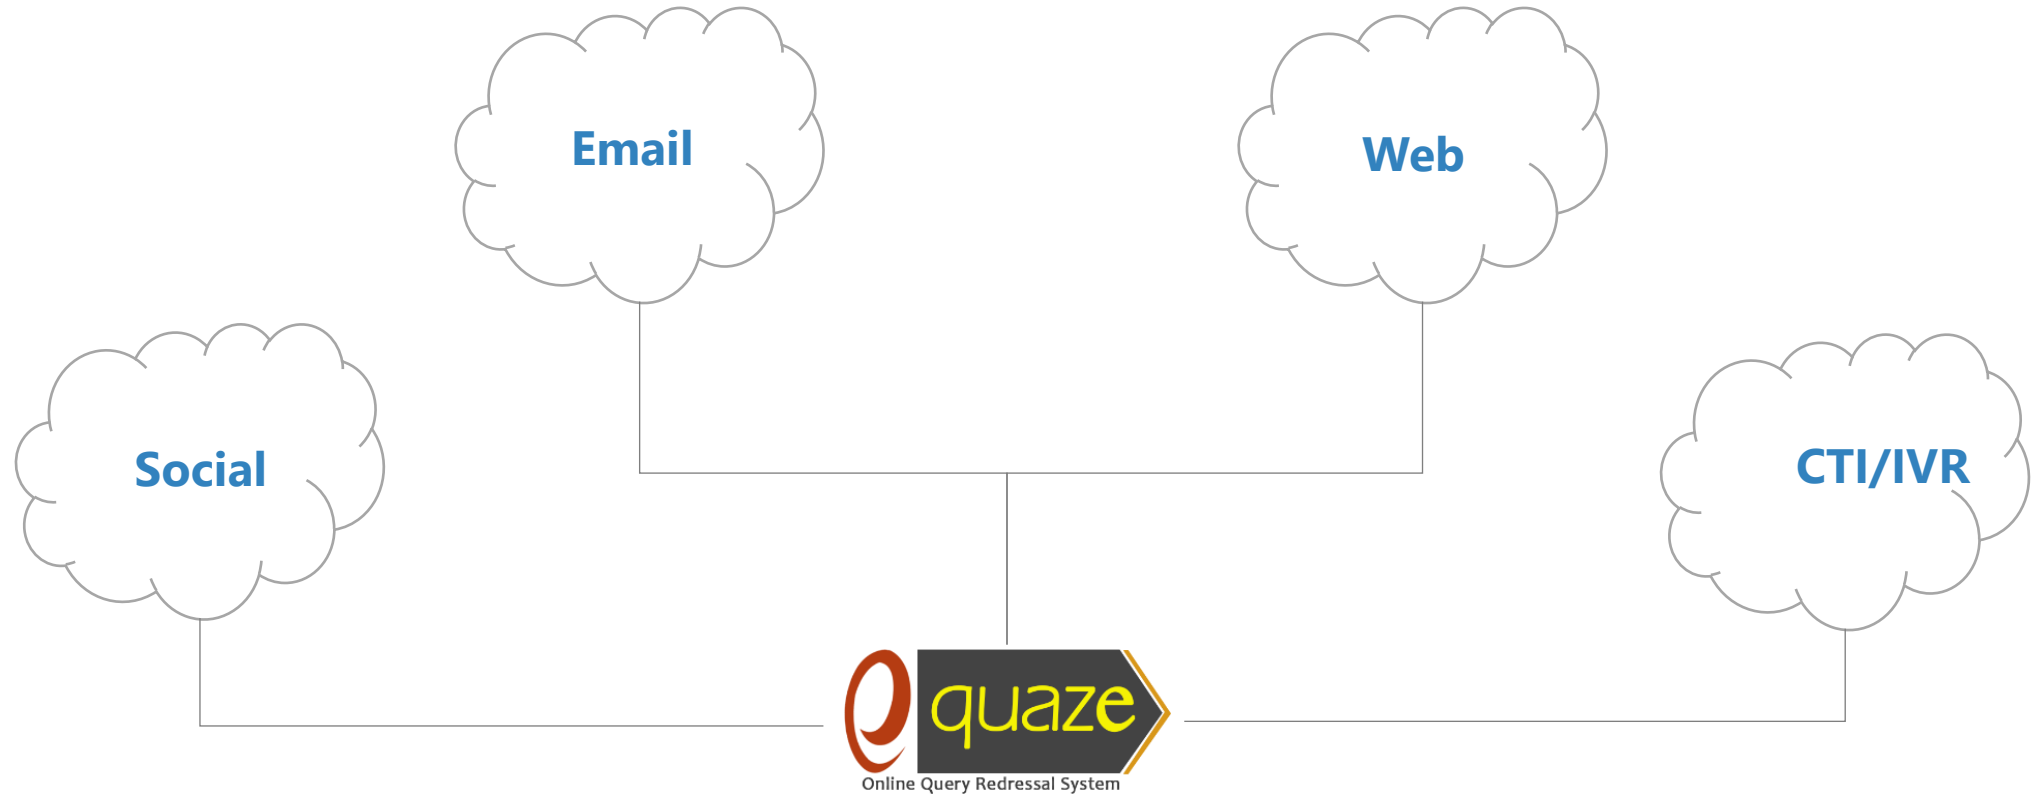 Email
Web
Social
CTI/IVR
e quaze
Online Query Redressal System